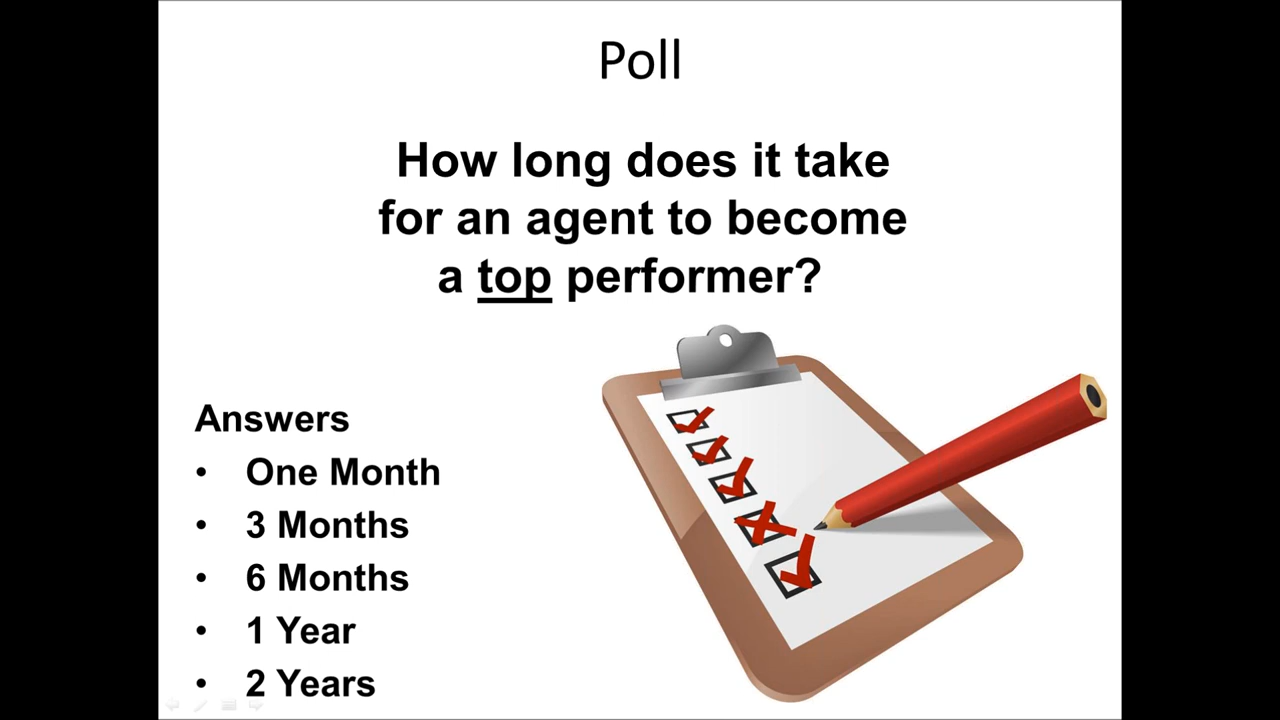 Poll
How long does it take
for an agent to become
a top performer?
Answers
• One Month
• 3 Months
• 6 Months
• 1 Year
• 2 Years